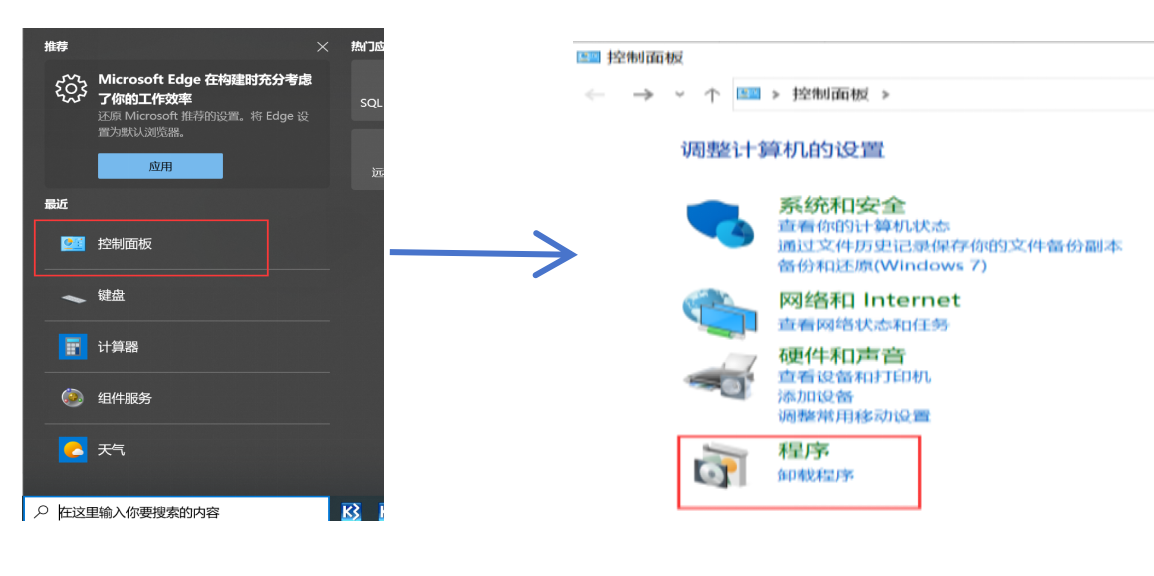 推荐
热门应
Microsoft Edge 在构建时充分考虑
了你的工作效率
还原 Microsoft 推荐的设置。将 Edge 设
置为默认浏览器。
应用
SQL
远
最近
控制面板
键盘
计算器
组件服务
天气
在这里输入你要搜索的内容
控制面板
控制面板
调整计算机的设置
系统和安全
查看你的计算机状态
通过文件历史记录保存你的文件备份副本
备份和还原(Windows 7)
网络和 Internet
查看网络状态和任务
硬件和声音
查看设备和打印机
添加设备
调整常用移动设置
程序
卸载程序